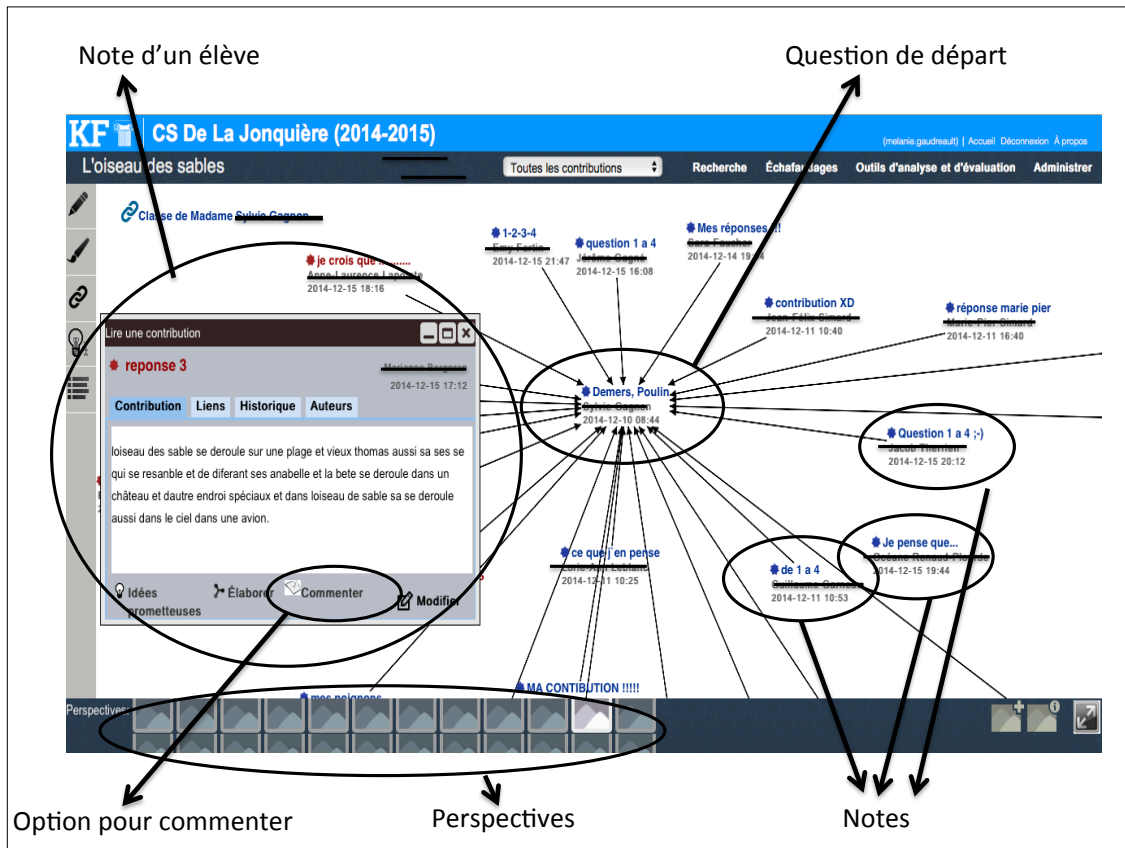 Note d'un élève
Question de départ
KF CS De La Jonquière (2014-2015)
(melanie.gaudreault) | Accueil Déconnexion À propos
L'oiseau des sables
Toutes les contributions
Recherche Échafaudages Outils d'analyse et d'évaluation Administrer
Classe de Madame
1-2-3-4
2014-12-15 21:47
question 1 a 4
2014-12-15 16:08
Mes réponses !!!
2014-12-14
je crois que ..........
2014-12-15 18:16
contribution XD
2014-12-11 10:40
réponse marie pier
2014-12-11 16:40
Lire une contribution
reponse 3
2014-12-15 17:12
Contribution Liens Historique Auteurs
loiseau des sable se deroule sur une plage et vieux thomas aussi sa ses se
qui se resanble et de diferant ses anabelle et la bete se deroule dans un
château et dautre endroi spéciaux et dans loiseau de sable sa se deroule
aussi dans le ciel dans une avion.
Idées prometteuses
Élaborer
Commenter
Modifier
Demers, Poulin
2014-12-10 08:44
Question 1 a 4 ;-)
2014-12-15 20:12
ce que j`en pense
2014-12-11 10:25
de 1 a 4
2014-12-11 10:53
Je pense que...
2014-12-15 19:44
mes poignons
MA CONTIBUTION !!!!!
Perspectives:
Option pour commenter
Perspectives
Notes